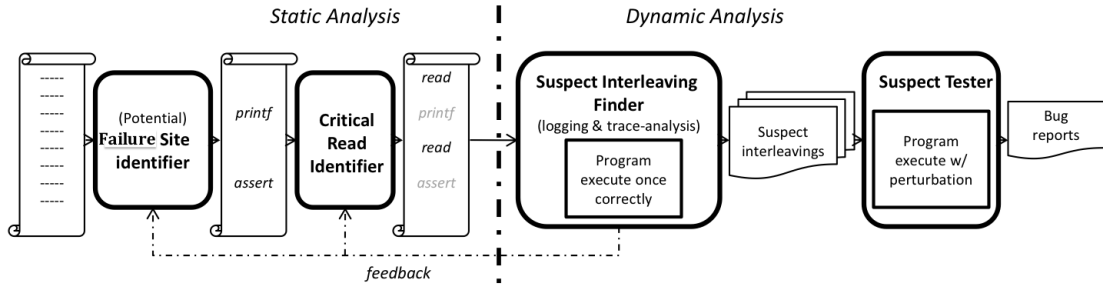 Static Analysis
Dynamic Analysis
-----
-----
-----
-----
-----
-----
-----
-----
-----
(Potential)
Failure Site
identifier
printf
assert
Critical
Read
Identifier
read
printf
read
assert
Suspect Interleaving
Finder
(logging & trace-analysis)
Program
execute once
correctly
Suspect
interleavings
Suspect Tester
Program
execute w/
perturbation
Bug
reports
feedback